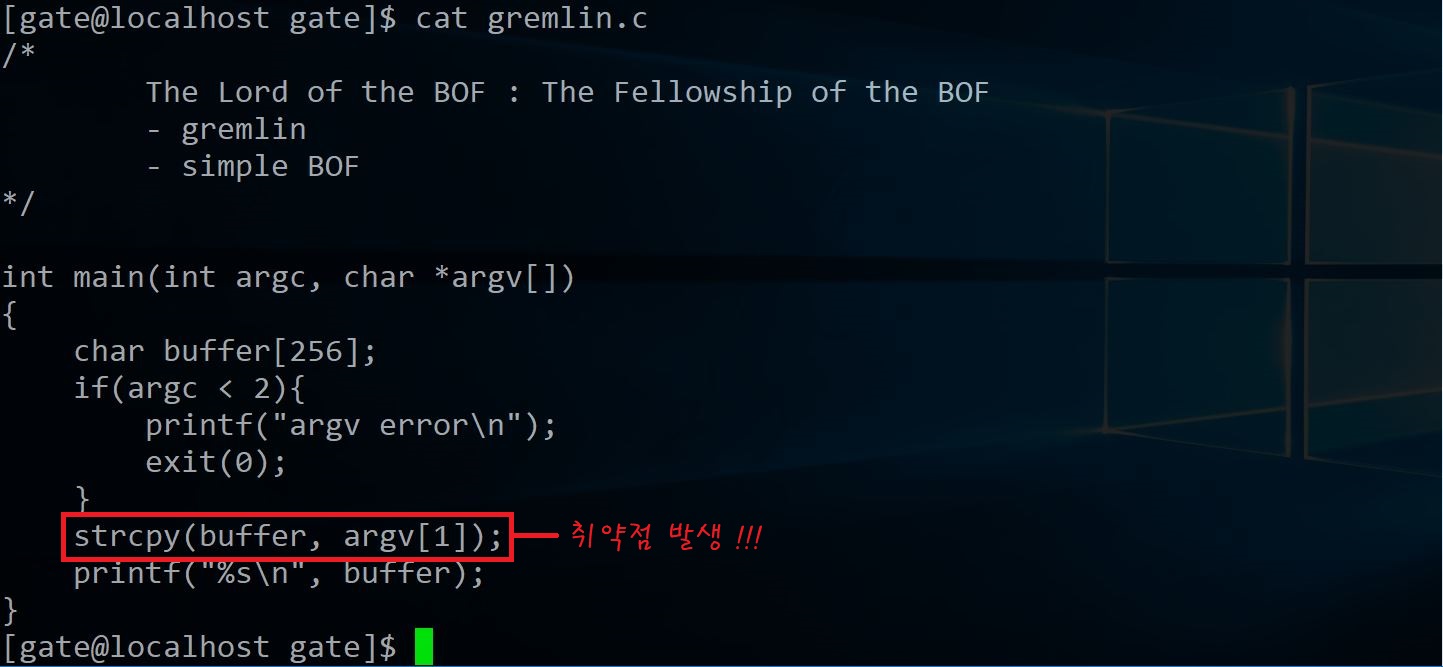 [gate@localhost gate]$ cat gremlin.c
/*
        The Lord of the BOF : The Fellowship of the BOF
        - gremlin
        - simple BOF
*/
int main(int argc, char *argv[])
{
    char buffer[256];
    if(argc < 2){
        printf("argv error\n");
        exit(0);
    }
    strcpy(buffer, argv[1]); 취약점 발생 !!!
    printf("%s\n", buffer);
}
[gate@localhost gate]$